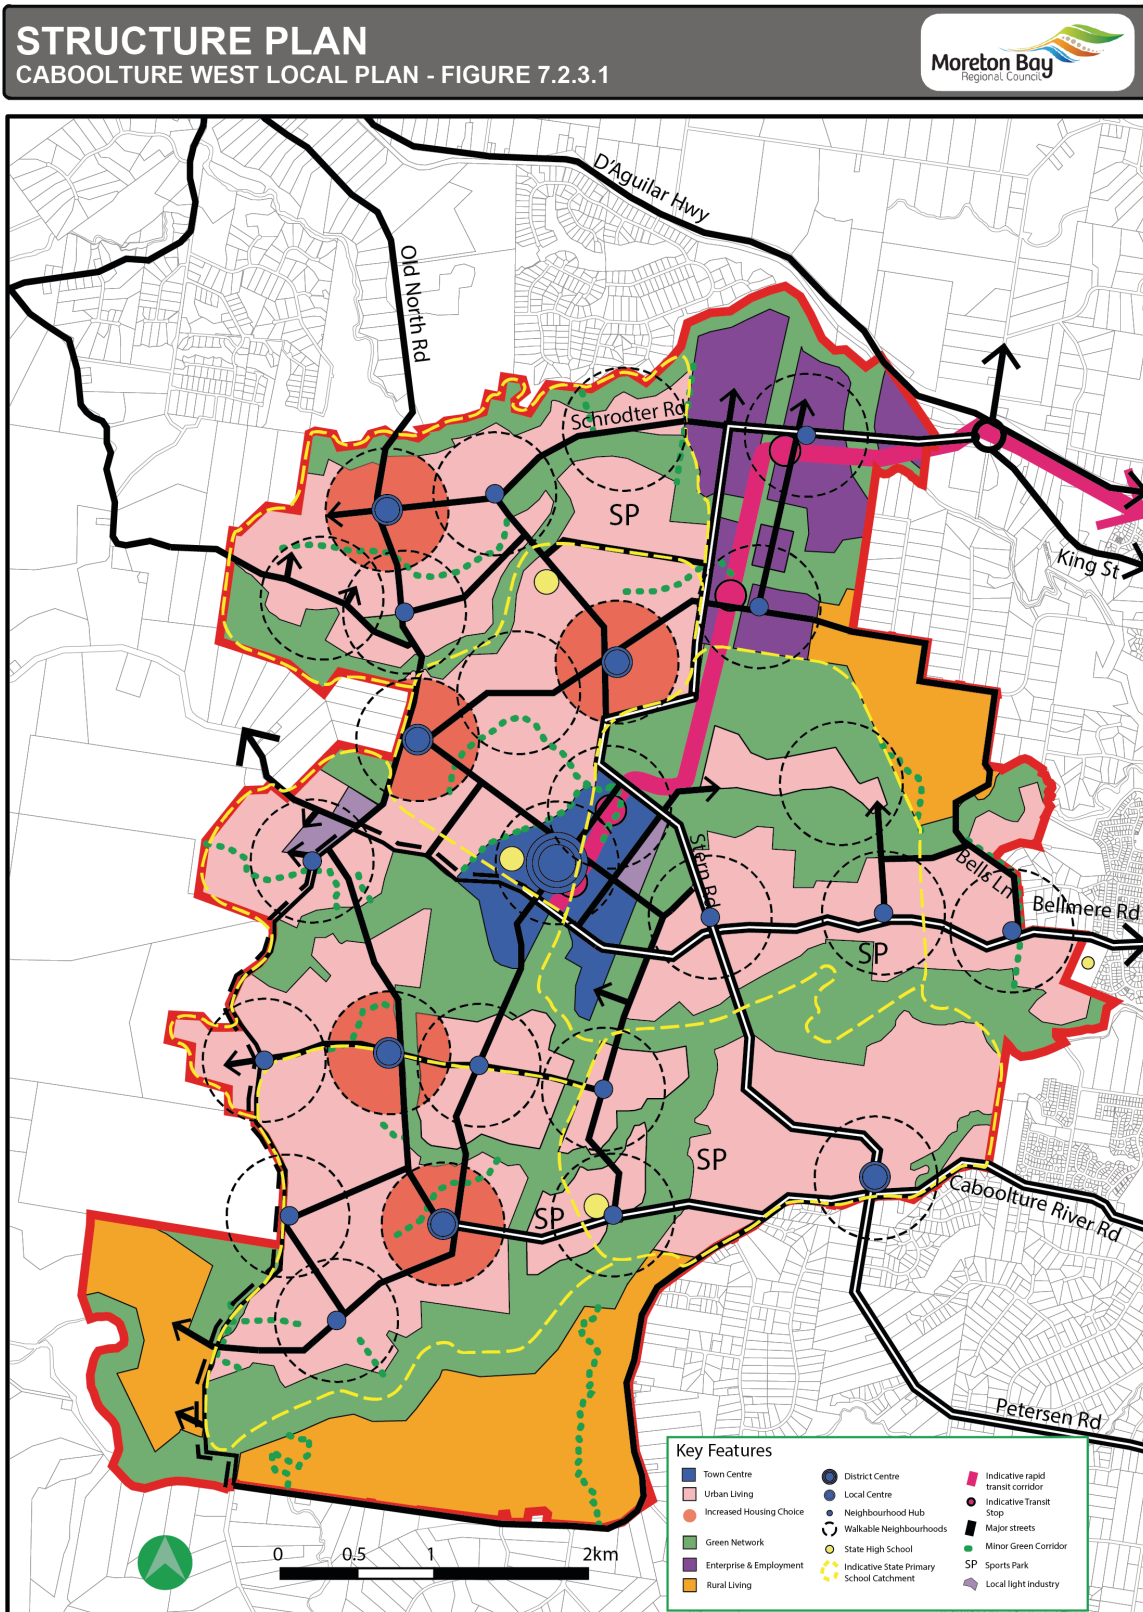 STRUCTURE PLAN
CABOOLTURE WEST LOCAL PLAN - FIGURE 7.2.3.1
Moreton Bay
Regional Council
D'Aguilar Hwy
Old North Rd
Schrodter Rd
SP
King St
Stern Rd
Bells Ln
Bellmere Rd
SP
SP
SP
Caboolture River Rd
Petersen Rd
0 0.5 1 2km
Key Features
Town Centre
Urban Living
Increased Housing Choice
Green Network
Enterprise & Employment
Rural Living
District Centre
Local Centre
Neighbourhood Hub
Walkable Neighbourhoods
State High School
Indicative State Primary
School Catchment
Indicative rapid
transit corridor
Indicative Transit
Stop
Major streets
Minor Green Corridor
SP Sports Park
Local light industry